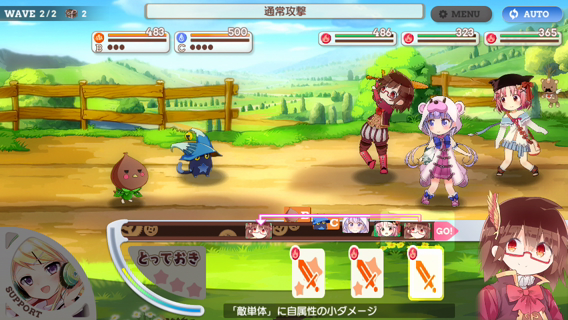 WAVE 2/2 2
通常攻撃
MENU
AUTO
483
B
500
C
486
323
365
GO!
とっておき
SUPPORT
「敵単体」に自属性の小ダメージ